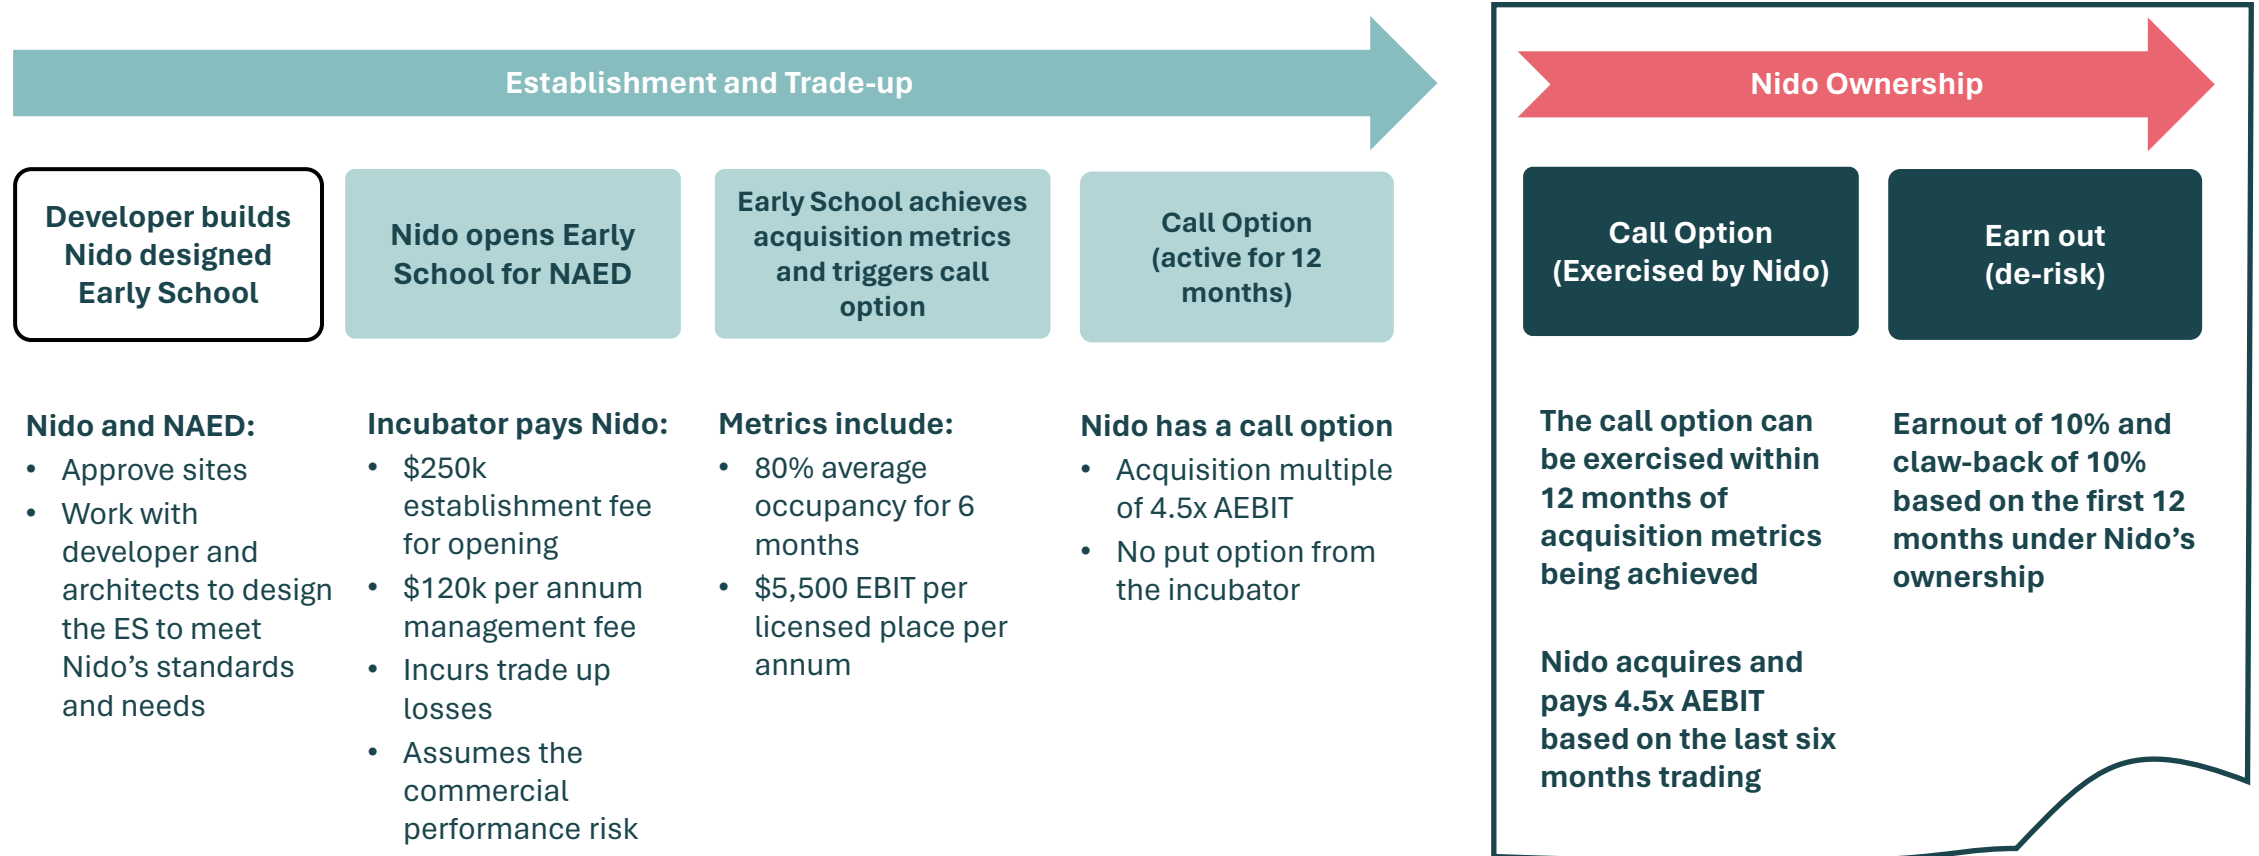 Establishment and Trade-up
Nido Ownership
Developer builds
Nido designed
Early School
Nido opens Early
School for NAED
Early School achieves
acquisition metrics
and triggers call
option
Call Option
(active for 12
months)
Call Option
(Exercised by Nido)
Earn out
(de-risk)
Nido and NAED:
• Approve sites
• Work with
developer and
architects to design
the ES to meet
Nido’s standards
and needs
Incubator pays Nido:
• $250k
establishment fee
for opening
• $120k per annum
management fee
• Incurs trade up
losses
• Assumes the
commercial
performance risk
Metrics include:
• 80% average
occupancy for 6
months
• $5,500 EBIT per
licensed place per
annum
Nido has a call option
• Acquisition multiple
of 4.5x AEBIT
• No put option from
the incubator
The call option can
be exercised within
12 months of
acquisition metrics
being achieved
Nido acquires and
pays 4.5x AEBIT
based on the last six
months trading
Earnout of 10% and
claw-back of 10%
based on the first 12
months under Nido’s
ownership